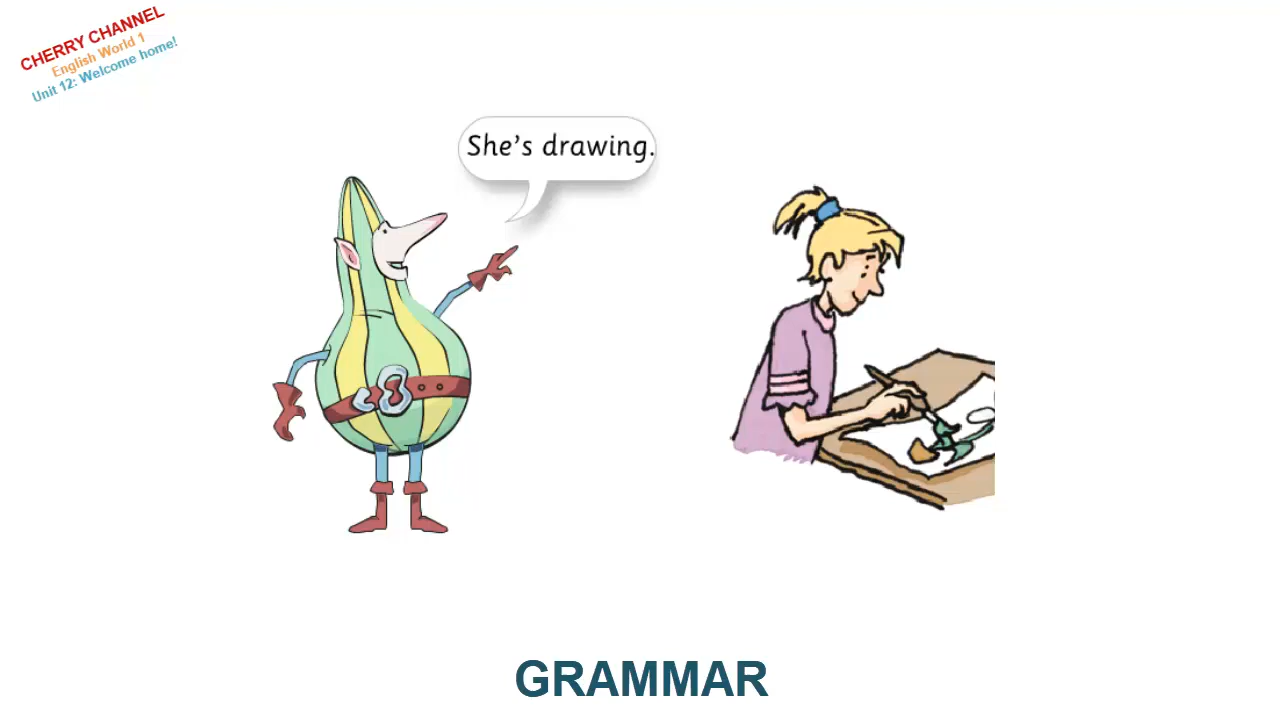 CHERRY CHANNEL
English World 1
Unit 12: Welcome home!
She's drawing.
GRAMMAR